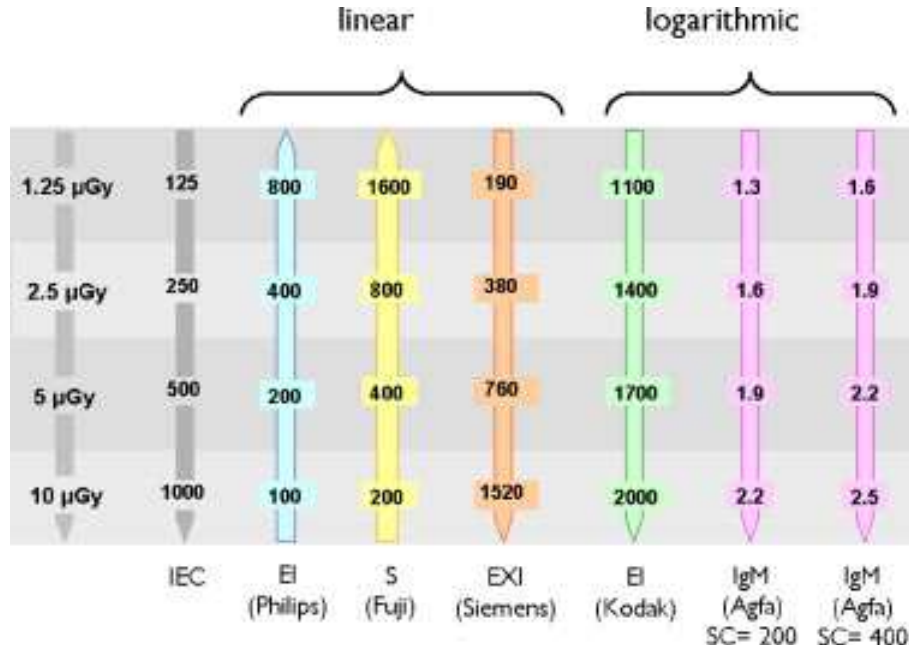 linear logarithmic
1.25 µGy 125 800 1600 190 1100 1.3 1.6
2.5 µGy 250 400 800 380 1400 1.6 1.9
5 µGy 500 200 400 760 1700 1.9 2.2
10 µGy 1000 100 200 1520 2000 2.2 2.5
IEC EI S EXI EI IgM IgM
(Philips) (Fuji) (Siemens) (Kodak) (Agfa) (Agfa)
SC= 200 SC= 400